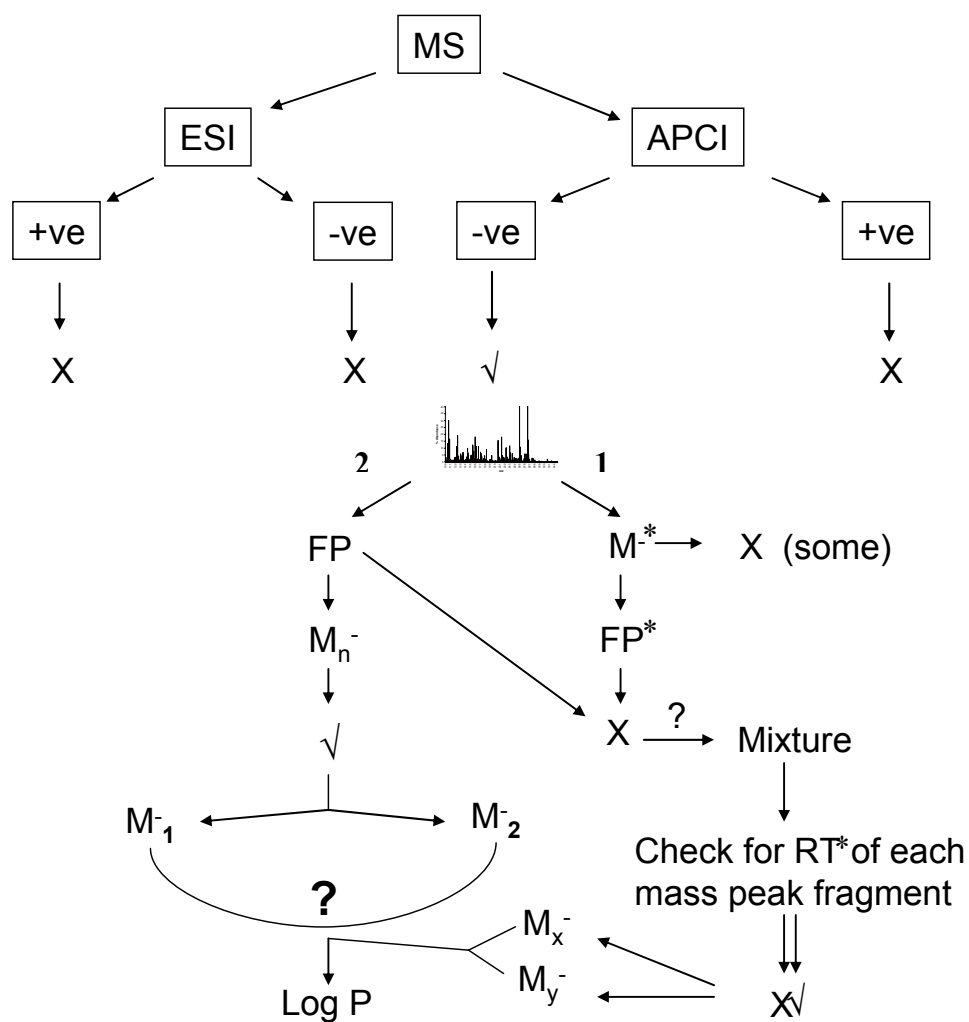 MS
ESI APCI
+ve -ve -ve +ve
X X √ X
2 1
FP M⁻* X (some)
Mₙ⁻ FP*
√ X ? Mixture
M⁻₁ M⁻₂
Check for RT* of each
mass peak fragment
?
Mₓ⁻
M_y⁻
Log P X√